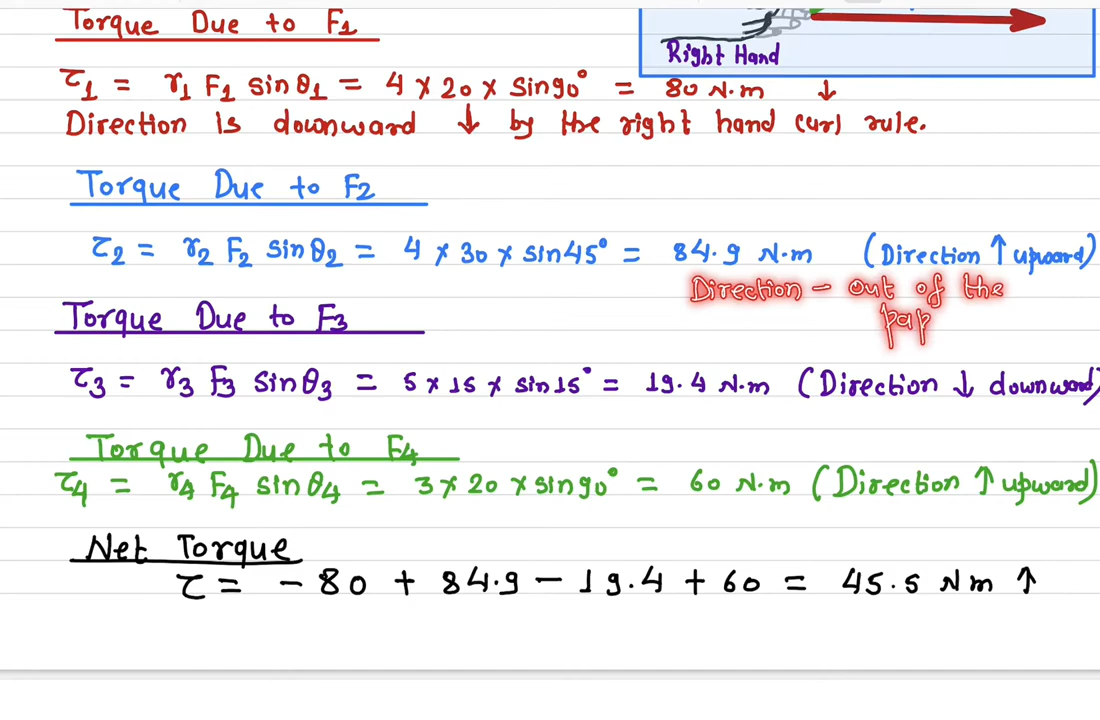 Torque Due to F1
Right Hand
τ1 = r1 F1 sin θ1 = 4 × 20 × sin90° = 80 N.m ↓
Direction is downward ↓ by the right hand curl rule.
Torque Due to F2
τ2 = r2 F2 sin θ2 = 4 × 30 × sin45° = 84.9 N.m (Direction ↑ upward)
Direction - out of the
pap
Torque Due to F3
τ3 = r3 F3 sin θ3 = 5 × 15 × sin15° = 19.4 N.m (Direction ↓ downward)
Torque Due to F4
τ4 = r4 F4 sin θ4 = 3 × 20 × sin90° = 60 N.m (Direction ↑ upward)
Net Torque
τ = - 80 + 84.9 - 19.4 + 60 = 45.5 Nm ↑